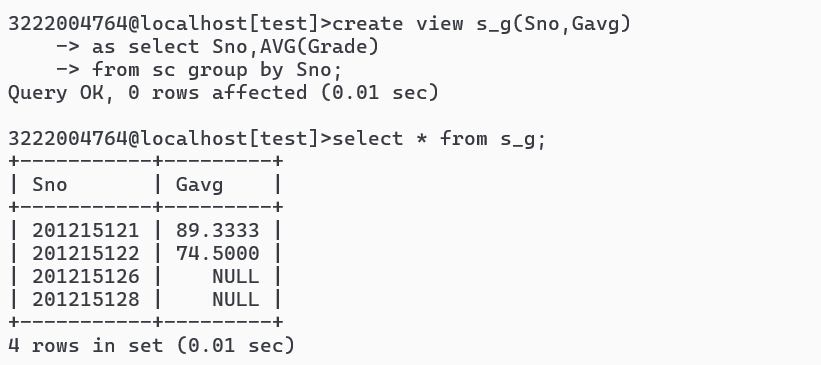 3222004764@localhost[test]>create view s_g(Sno,Gavg)
    -> as select Sno,AVG(Grade)
    -> from sc group by Sno;
Query OK, 0 rows affected (0.01 sec)

3222004764@localhost[test]>select * from s_g;
+-----------+---------+
| Sno       | Gavg    |
+-----------+---------+
| 201215121 | 89.3333 |
| 201215122 | 74.5000 |
| 201215126 |    NULL |
| 201215128 |    NULL |
+-----------+---------+
4 rows in set (0.01 sec)